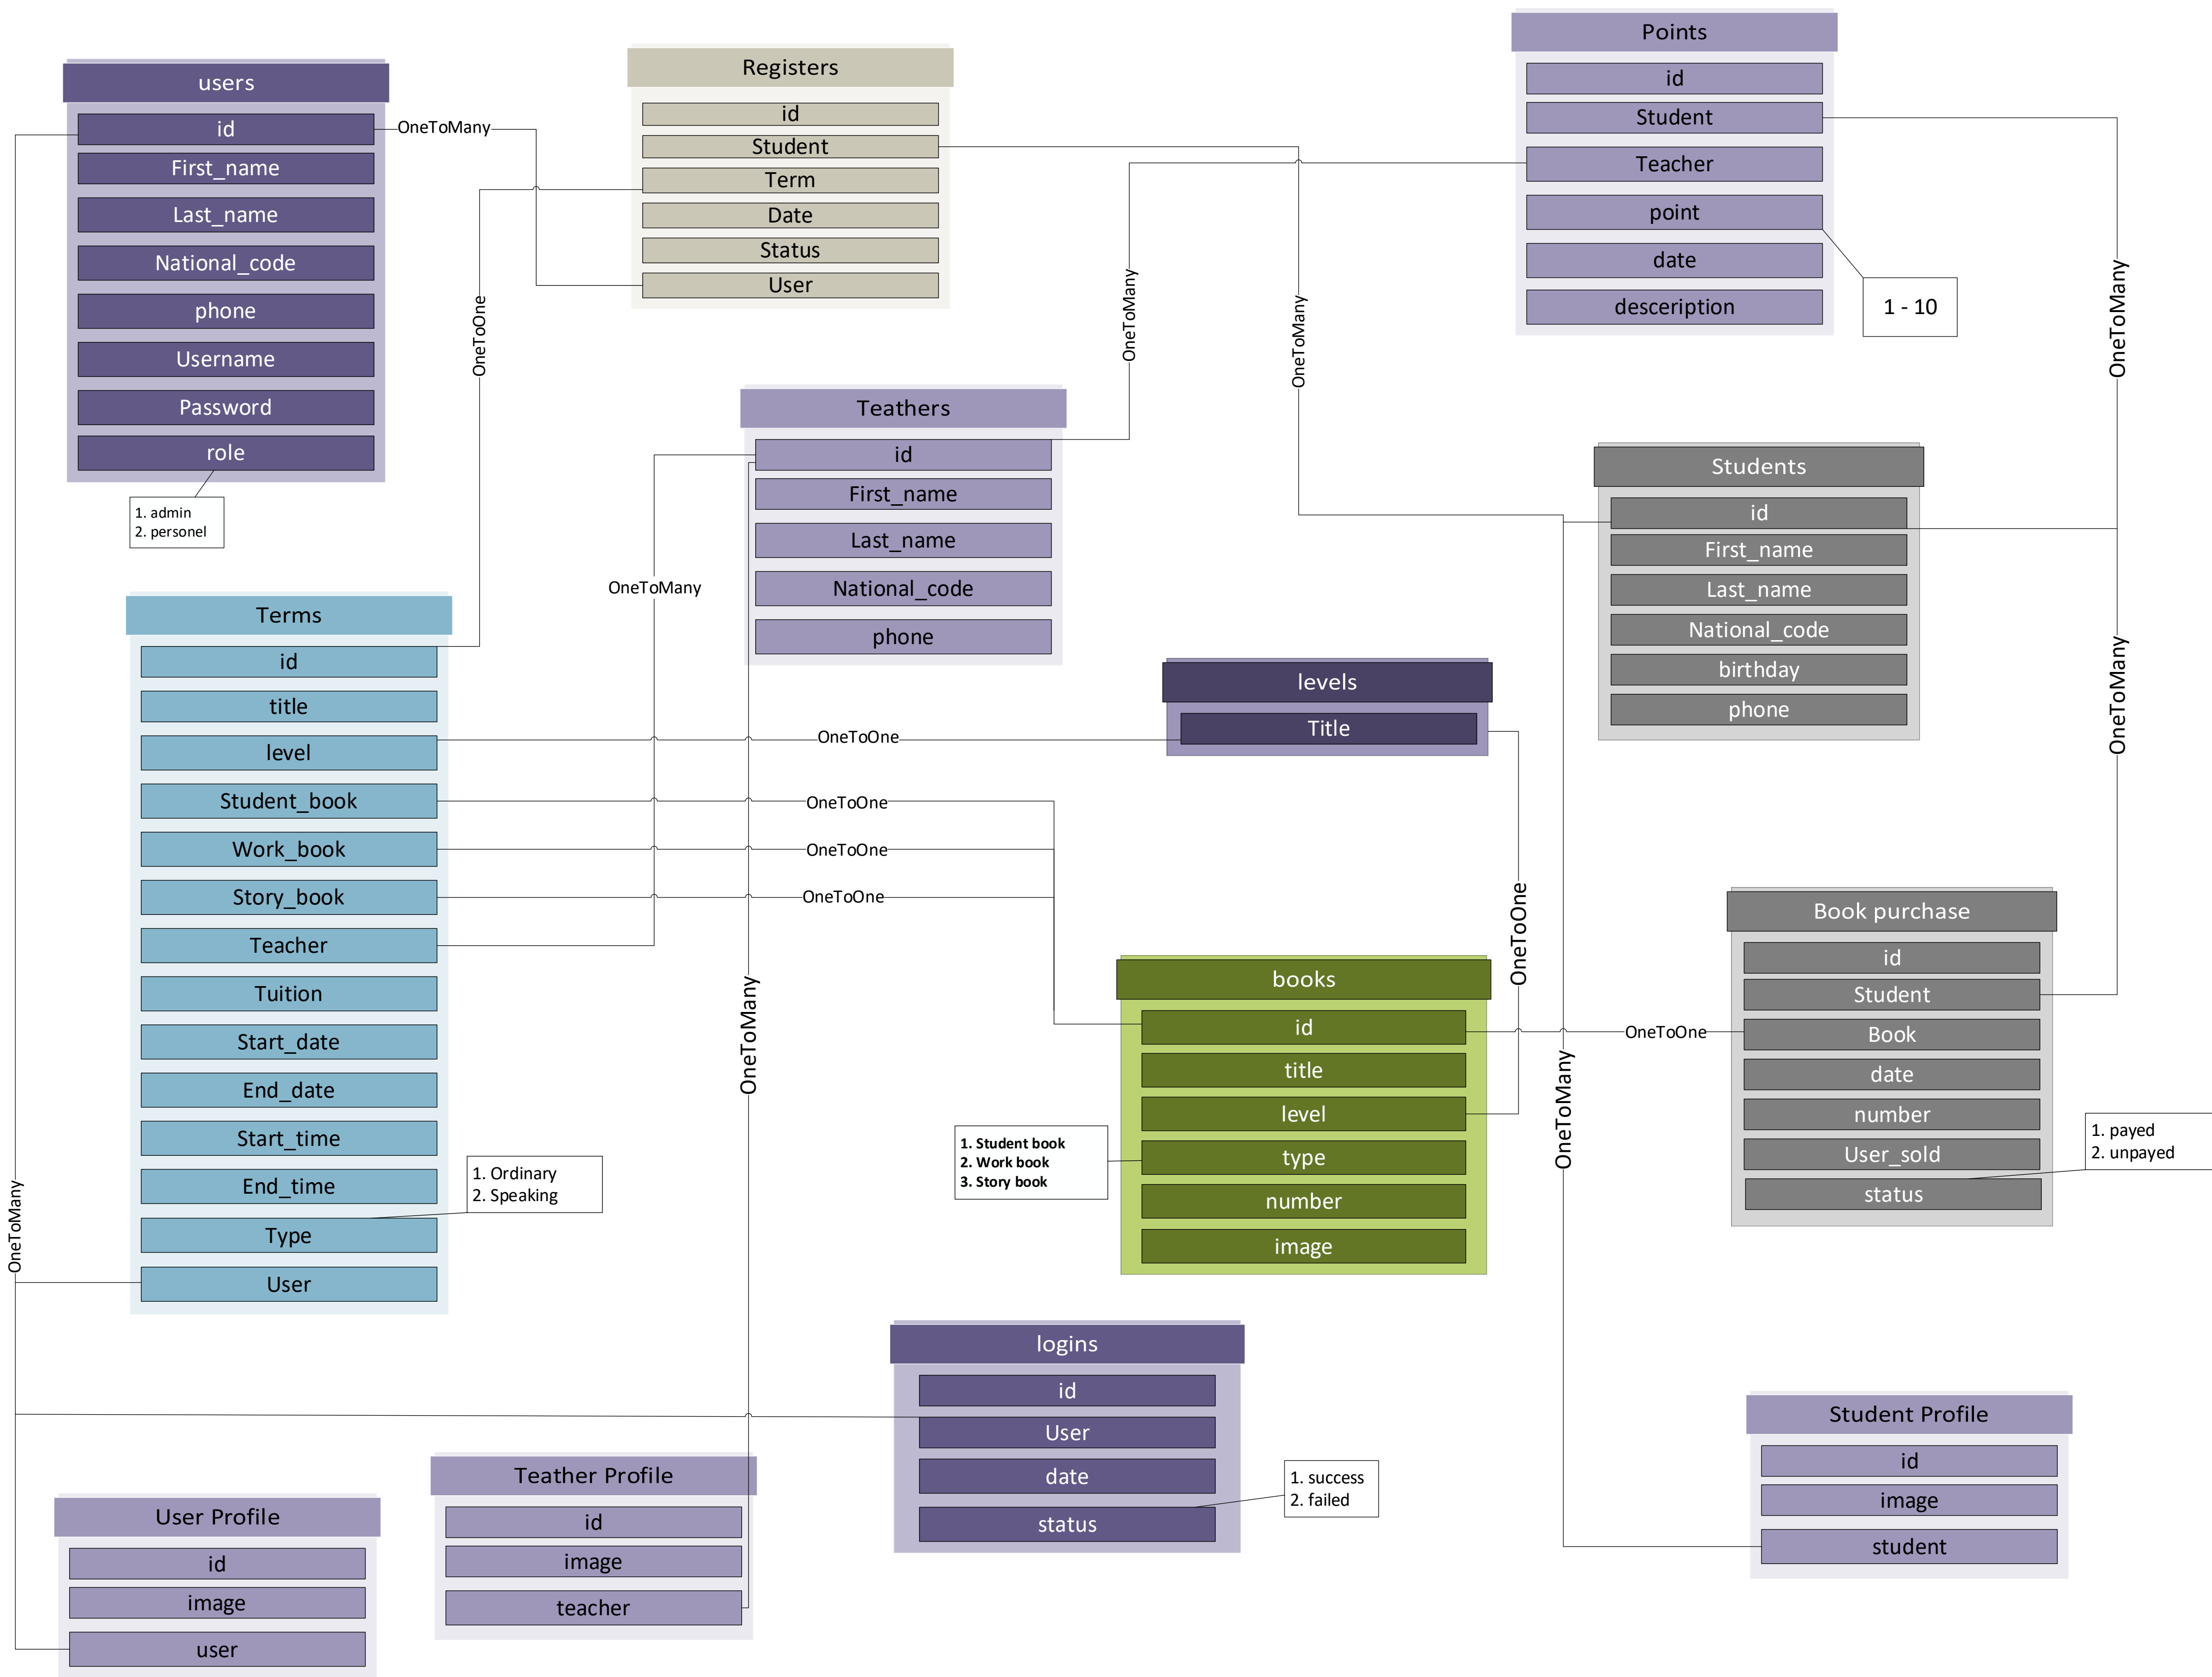 users
id
First_name
Last_name
National_code
phone
Username
Password
role
1. admin
2. personel
OneToMany
Registers
id
Student
Term
Date
Status
User
OneToOne
Points
id
Student
Teacher
point
date
desceription
1 - 10
OneToMany
OneToMany
OneToMany
Teathers
id
First_name
Last_name
National_code
phone
OneToMany
Students
id
First_name
Last_name
National_code
birthday
phone
OneToMany
Terms
id
title
level
Student_book
Work_book
Story_book
Teacher
Tuition
Start_date
End_date
Start_time
End_time
Type
User
1. Ordinary
2. Speaking
OneToOne
OneToOne
OneToOne
OneToOne
levels
Title
OneToOne
books
id
title
level
type
number
image
1. Student book
2. Work book
3. Story book
OneToOne
Book purchase
id
Student
Book
date
number
User_sold
status
1. payed
2. unpayed
OneToMany
OneToMany
OneToMany
logins
id
User
date
status
1. success
2. failed
Student Profile
id
image
student
Teather Profile
id
image
teacher
User Profile
id
image
user